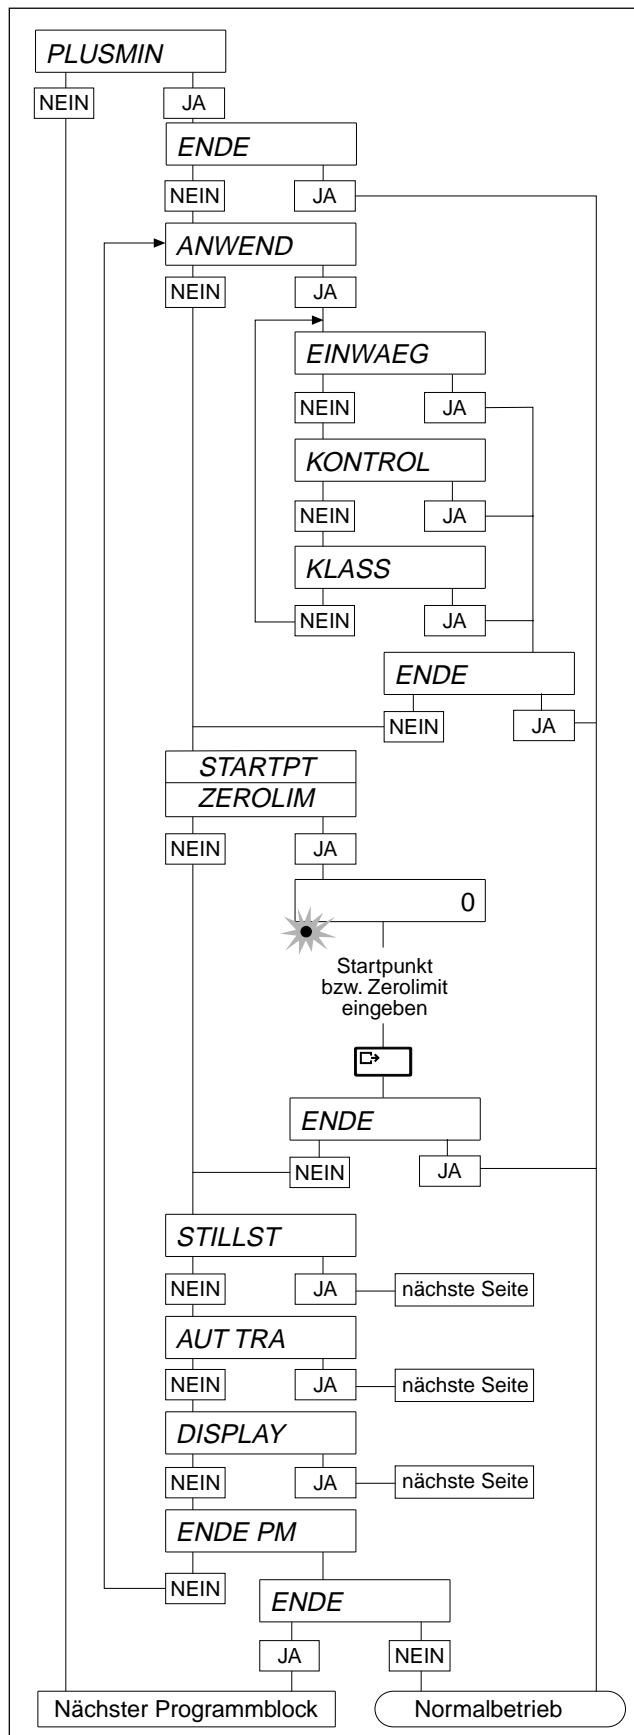 PLUSMIN
NEIN JA
ENDE
NEIN JA
ANWEND
NEIN JA
EINWAEG
NEIN JA
KONTROL
NEIN JA
KLASS
NEIN JA
ENDE
NEIN JA
STARTPT
ZEROLIM
NEIN JA
0
Startpunkt
bzw. Zerolimit
eingeben
ENDE
NEIN JA
STILLST
NEIN JA nächste Seite
AUT TRA
NEIN JA nächste Seite
DISPLAY
NEIN JA nächste Seite
ENDE PM
NEIN
ENDE
JA NEIN
Nächster Programmblock Normalbetrieb